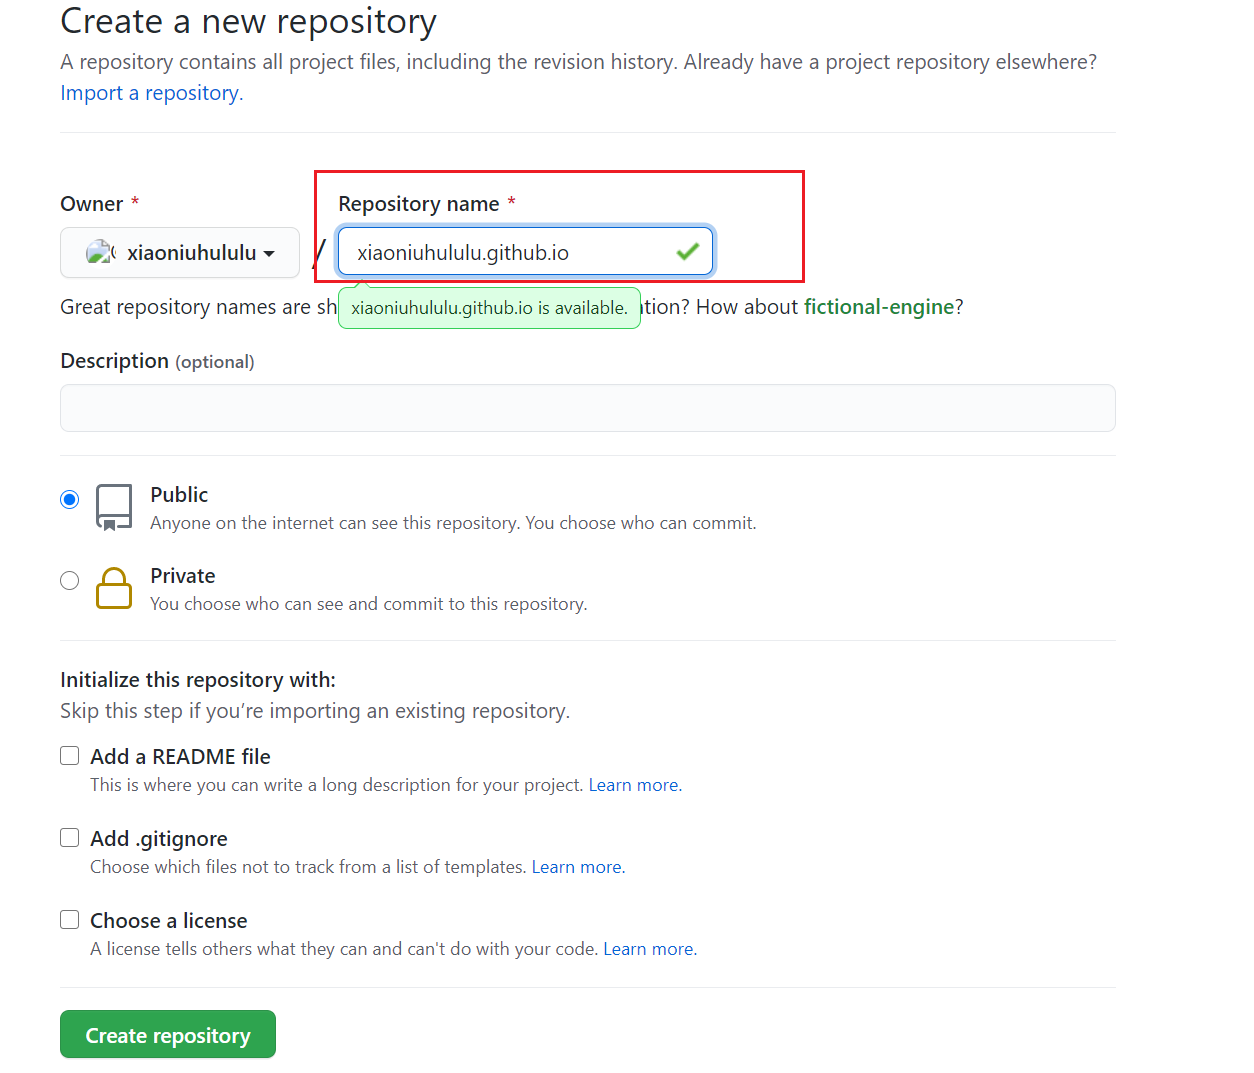 Create a new repository
A repository contains all project files, including the revision history. Already have a project repository elsewhere?
Import a repository.
Owner *
Repository name *
xiaoniuhululu
/
xiaoniuhululu.github.io
Great repository names are sh
xiaoniuhululu.github.io is available.
tion? How about fictional-engine?
Description (optional)
Public
Anyone on the internet can see this repository. You choose who can commit.
Private
You choose who can see and commit to this repository.
Initialize this repository with:
Skip this step if you’re importing an existing repository.
Add a README file
This is where you can write a long description for your project. Learn more.
Add .gitignore
Choose which files not to track from a list of templates. Learn more.
Choose a license
A license tells others what they can and can't do with your code. Learn more.
Create repository